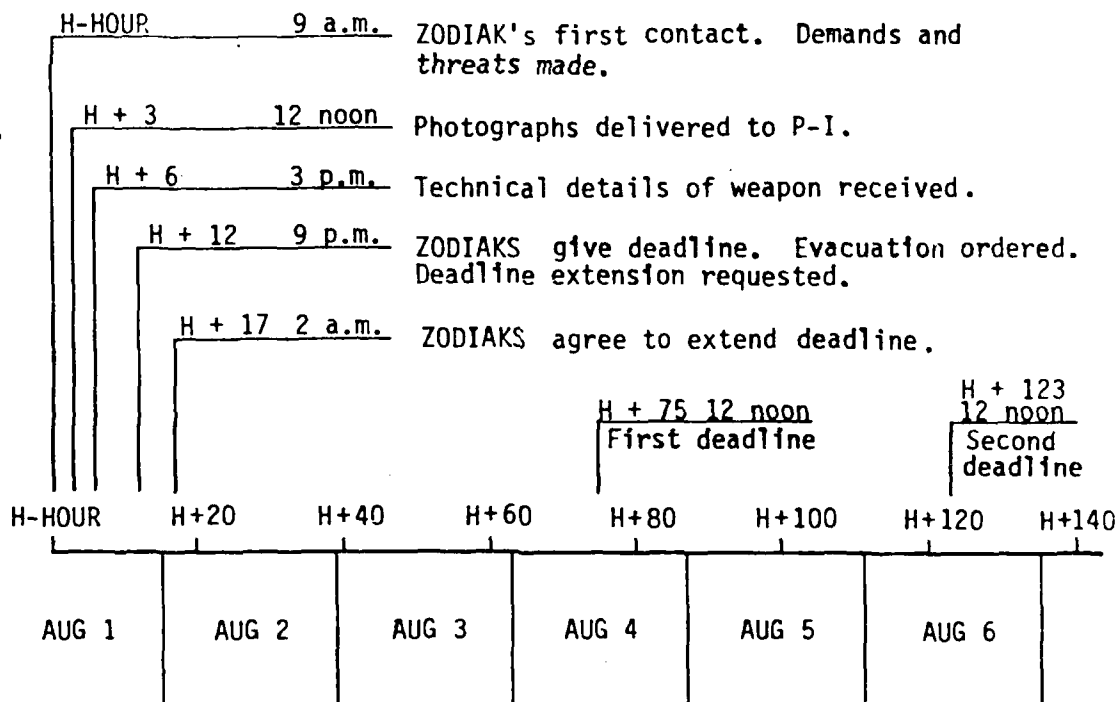 H-HOUR 9 a.m. ZODIAK's first contact. Demands and
threats made.
H + 3 12 noon Photographs delivered to P-I.
H + 6 3 p.m. Technical details of weapon received.
H + 12 9 p.m. ZODIAKS give deadline. Evacuation ordered.
Deadline extension requested.
H + 17 2 a.m. ZODIAKS agree to extend deadline.
H + 75 12 noon
First deadline
H + 123
12 noon
Second
deadline
H-HOUR H+20 H+40 H+60 H+80 H+100 H+120 H+140
AUG 1 AUG 2 AUG 3 AUG 4 AUG 5 AUG 6